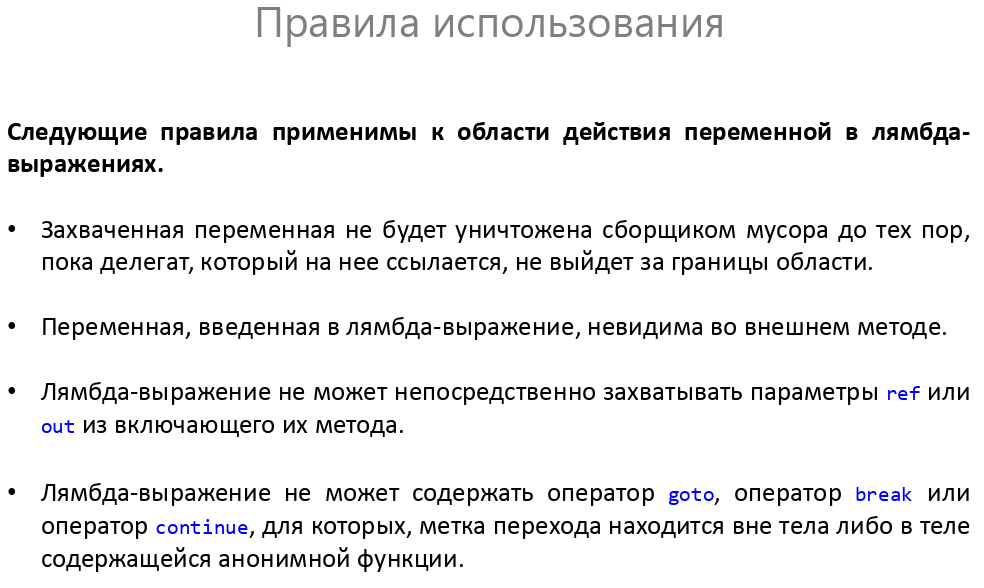 Правила использования
Следующие правила применимы к области действия переменной в лямбда-
выражениях.
• Захваченная переменная не будет уничтожена сборщиком мусора до тех пор,
пока делегат, который на нее ссылается, не выйдет за границы области.
• Переменная, введенная в лямбда-выражение, невидима во внешнем методе.
• Лямбда-выражение не может непосредственно захватывать параметры ref или
out из включающего их метода.
• Лямбда-выражение не может содержать оператор goto, оператор break или
оператор continue, для которых, метка перехода находится вне тела либо в теле
содержащейся анонимной функции.